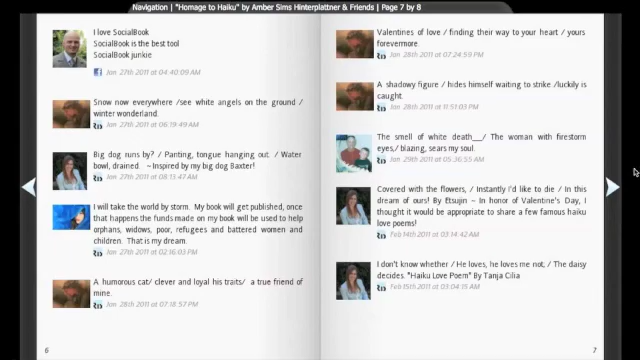 Navigation | "Homage to Haiku" by Amber Sims Hinterplattner & Friends | Page 7 by 8
I love SocialBook
SocialBook is the best tool
SocialBook junkie
Jan 27th 2011 at 04:40:09 AM
Snow now everywhere /see white angels on the ground /
winter wonderland.
Jan 27th 2011 at 06:19:49 AM
Big dog runs by? / Panting, tongue hanging out. / Water
bowl, drained. ~ Inspired by my big dog Baxter!
Jan 27th 2011 at 08:13:47 AM
I will take the world by storm. My book will get published, once
that happens the funds made on my book will be used to help
orphans, widows, poor, refugees and battered women and
children. That is my dream.
Jan 27th 2011 at 02:16:03 PM
A humorous cat/ clever and loyal his traits/ a true friend of
mine.
Jan 28th 2011 at 07:18:57 PM
6
Valentines of love / finding their way to your heart / yours
forevermore.
Jan 28th 2011 at 07:24:59 PM
A shadowy figure / hides himself waiting to strike /luckily is
caught.
Jan 28th 2011 at 11:51:03 PM
The smell of white death__/ The woman with firestorm
eyes,/ blazing, sears my soul.
Jan 29th 2011 at 05:36:55 AM
Covered with the flowers, / Instantly I'd like to die / In this
dream of ours! By Etsujin ~ In honor of Valentine's Day, I
thought it would be appropriate to share a few famous haiku
love poems!
Feb 14th 2011 at 03:14:42 AM
I don't know whether / He loves, he loves me not, / The daisy
decides. "Haiku Love Poem" By Tanja Cilia
Feb 15th 2011 at 03:04:15 AM
7